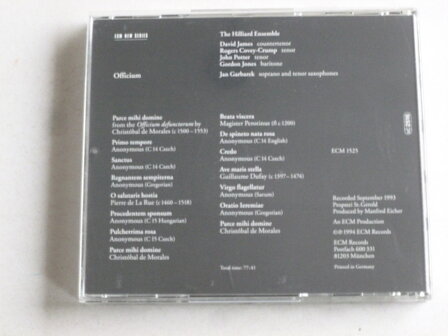 ECM NEW SERIES
Officium
The Hilliard Ensemble
David James countertenor
Rogers Covey-Crump tenor
John Potter tenor
Gordon Jones baritone
Jan Garbarek soprano and tenor saxophones
Parce mihi domine
from the Officium defunctorum by
Christóbal de Morales (c 1500 – 1553)
Primo tempore
Anonymous (C 14 Czech)
Sanctus
Anonymous (C 14 Czech)
Regnantem sempiterna
Anonymous (Gregorian)
O salutaris hostia
Pierre de La Rue (c 1460 – 1518)
Procedentem sponsum
Anonymous (C 15 Hungarian)
Pulcherrima rosa
Anonymous (C 15 Czech)
Parce mihi domine
Christóbal de Morales
Beata viscera
Magister Perotinus (fl c 1200)
De spineto nata rosa
Anonymous (C 14 English)
Credo
Anonymous (C 14 Czech)
Ave maris stella
Guillaume Dufay (c 1397 – 1474)
Virgo flagellatur
Anonymous (Sarum)
Oratio Ieremiae
Anonymous (Gregorian)
Parce mihi domine
Christóbal de Morales
Total time: 77:41
ECM 1525
Recorded September 1993
Propstei St. Gerold
Produced by Manfred Eicher
An ECM Production
©℗ 1994 ECM Records
ECM Records
Postfach 600 331
81203 München
Printed in Germany